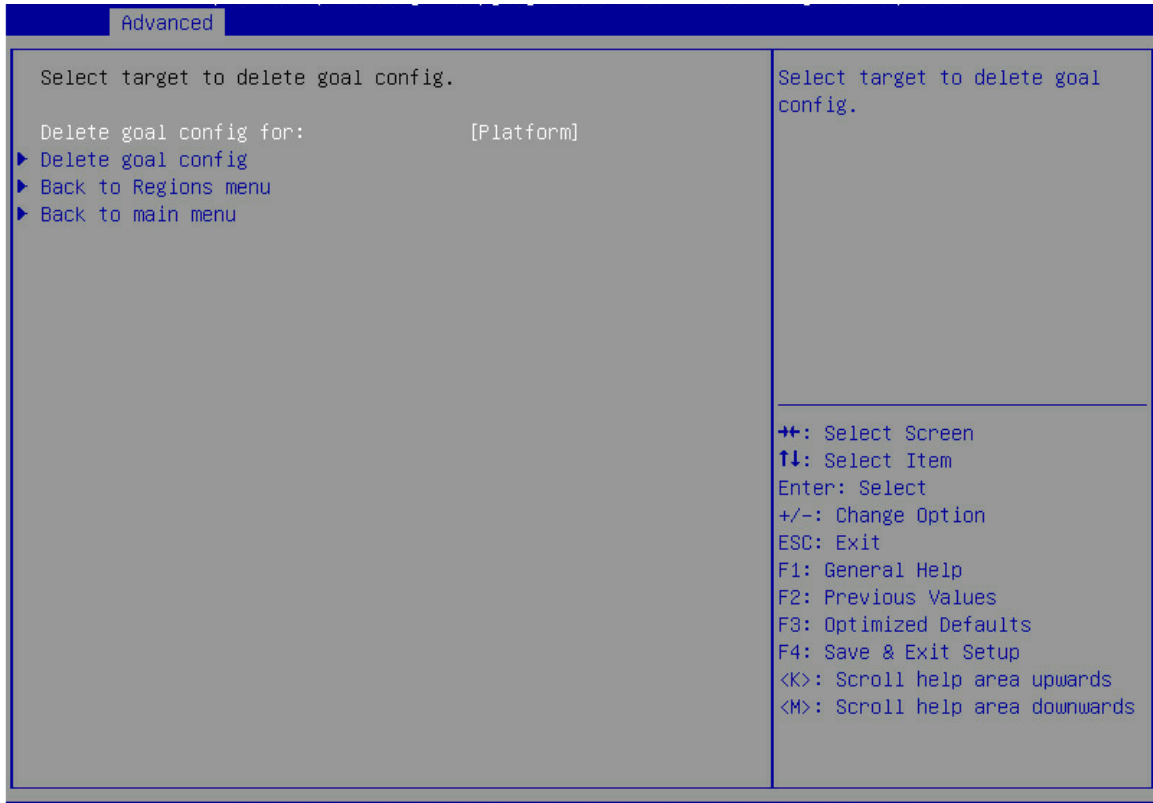 Advanced
Select target to delete goal config.
Delete goal config for: [Platform]
Delete goal config
Back to Regions menu
Back to main menu
Select target to delete goal
config.
→←: Select Screen
↑↓: Select Item
Enter: Select
+/-: Change Option
ESC: Exit
F1: General Help
F2: Previous Values
F3: Optimized Defaults
F4: Save & Exit Setup
<K>: Scroll help area upwards
<M>: Scroll help area downwards